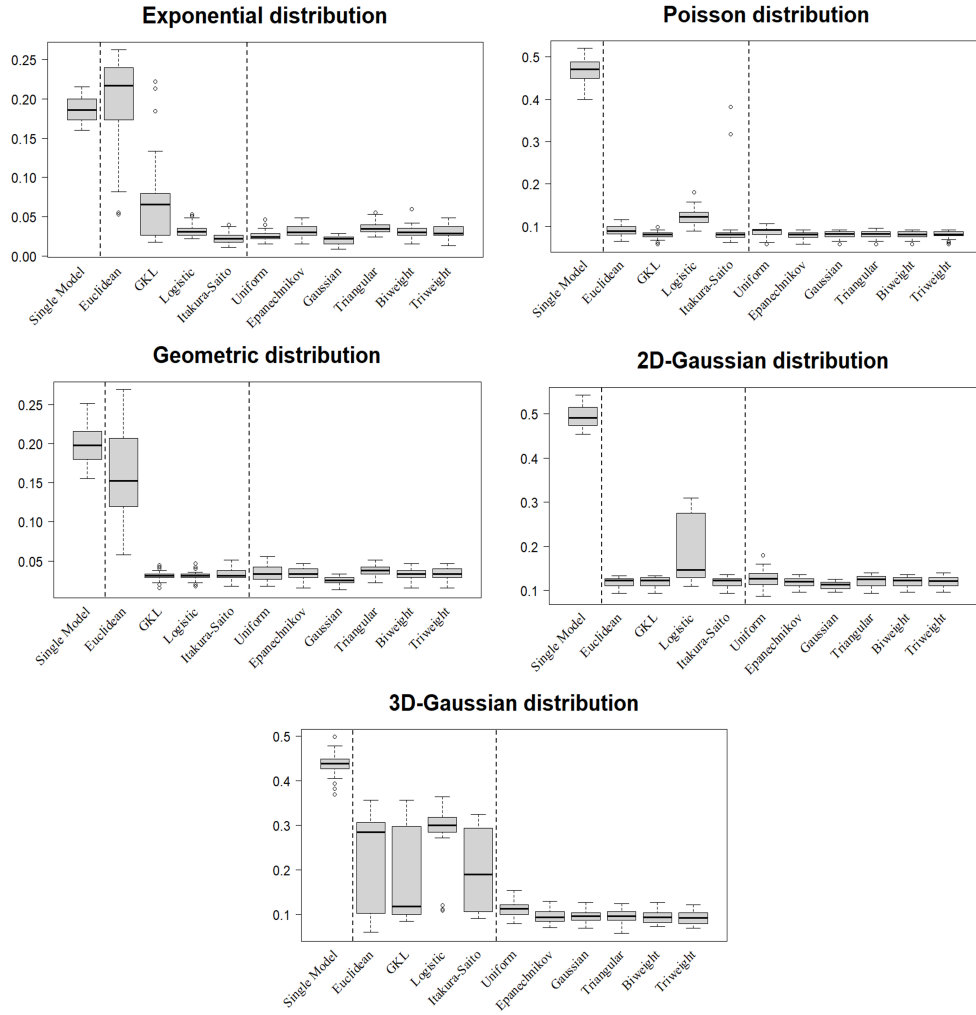 Exponential distribution
0.25
0.20
0.15
0.10
0.05
0.00
Single Model
Euclidean
GKL
Logistic
Itakura-Saito
Uniform
Epanechnikov
Gaussian
Triangular
Biweight
Triweight
Poisson distribution
0.5
0.4
0.3
0.2
0.1
Single Model
Euclidean
GKL
Logistic
Itakura-Saito
Uniform
Epanechnikov
Gaussian
Triangular
Biweight
Triweight
Geometric distribution
0.25
0.20
0.15
0.10
0.05
Single Model
Euclidean
GKL
Logistic
Itakura-Saito
Uniform
Epanechnikov
Gaussian
Triangular
Biweight
Triweight
2D-Gaussian distribution
0.5
0.4
0.3
0.2
0.1
Single Model
Euclidean
GKL
Logistic
Itakura-Saito
Uniform
Epanechnikov
Gaussian
Triangular
Biweight
Triweight
3D-Gaussian distribution
0.5
0.4
0.3
0.2
0.1
Single Model
Euclidean
GKL
Logistic
Itakura-Saito
Uniform
Epanechnikov
Gaussian
Triangular
Biweight
Triweight